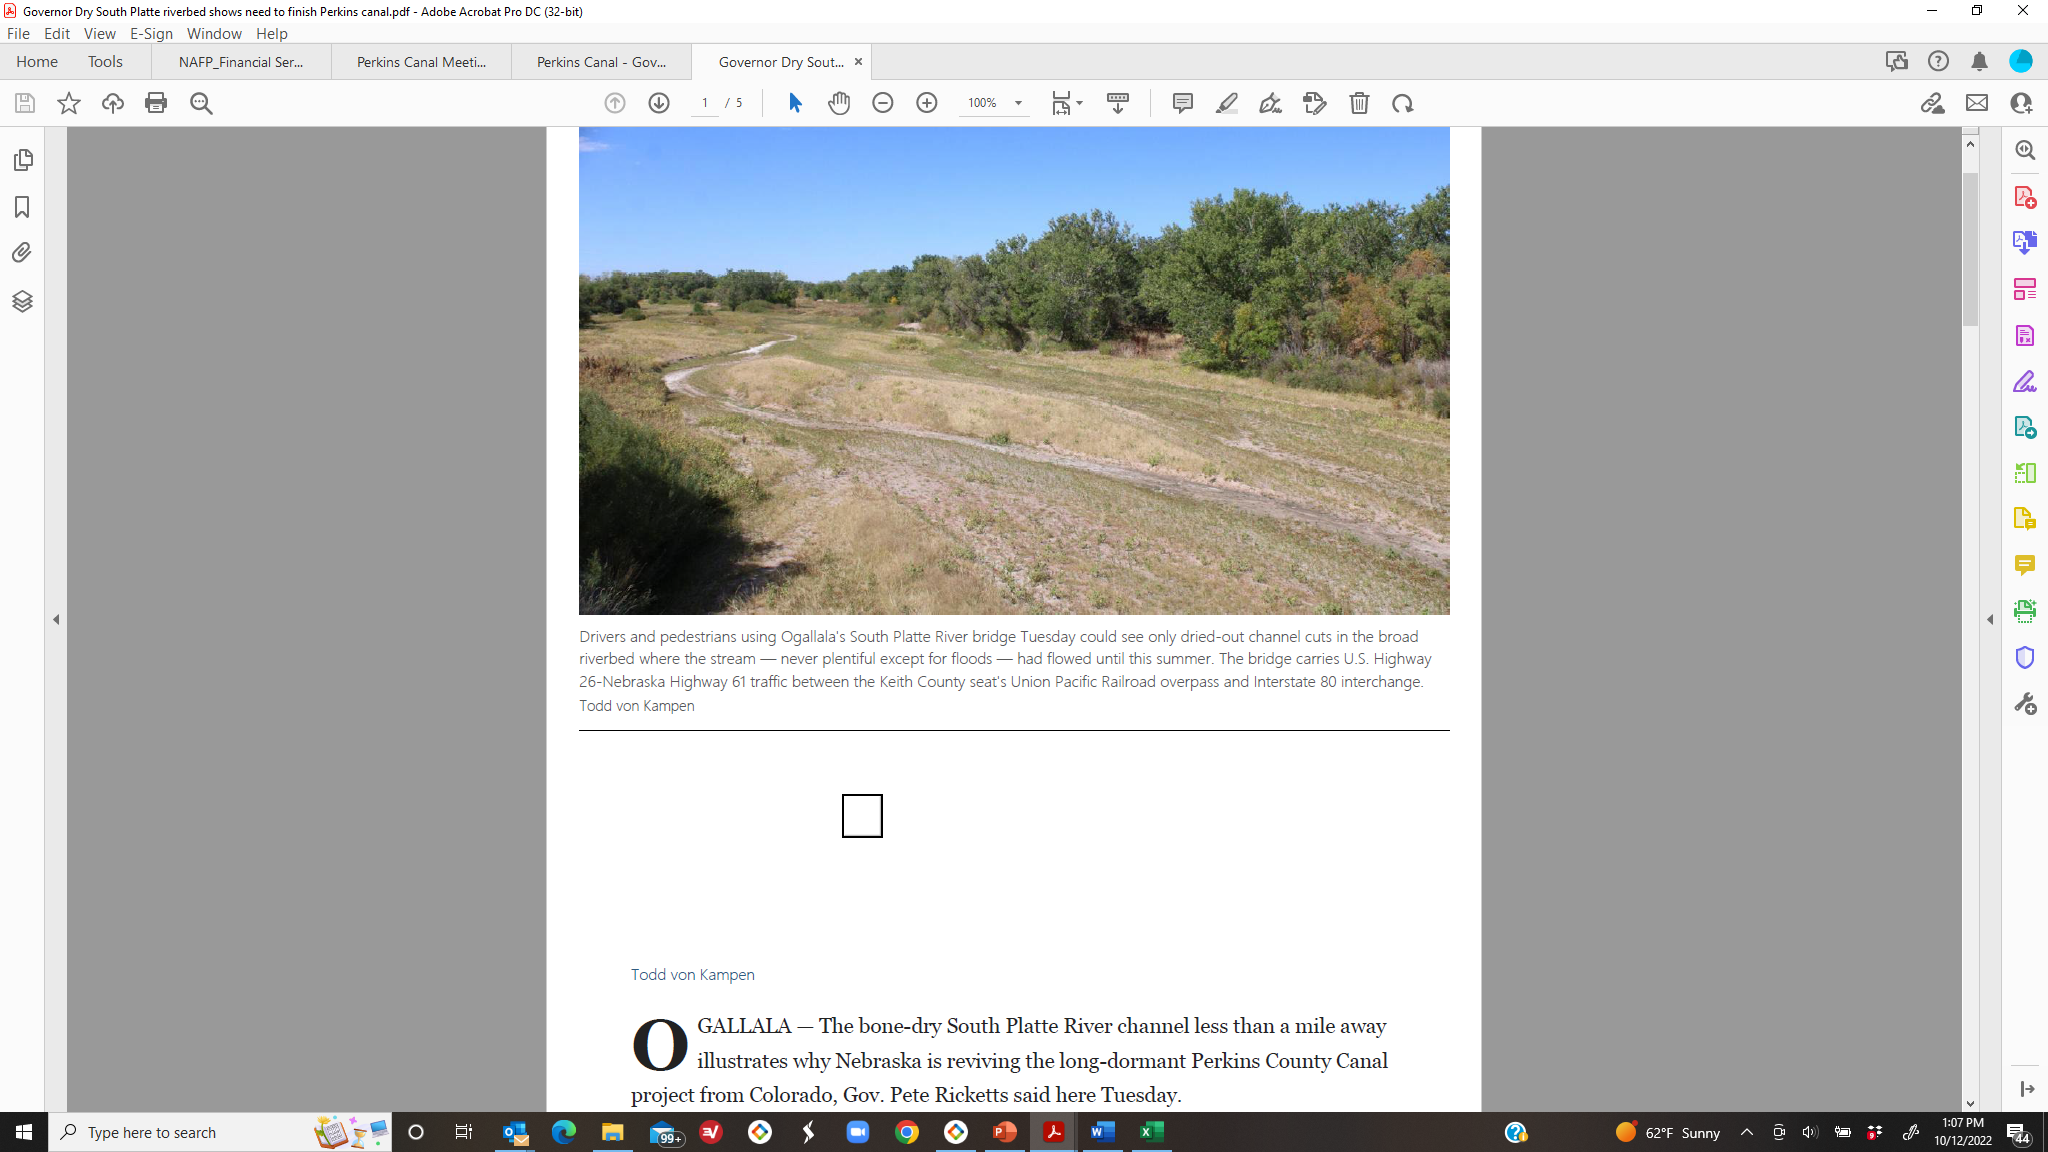 Governor Dry South Platte riverbed shows need to finish Perkins canal.pdf - Adobe Acrobat Pro DC (32-bit)
File Edit View E-Sign Window Help
Home Tools NAFP_Financial Ser... Perkins Canal Meeti... Perkins Canal - Gov... Governor Dry Sout...
1 / 5 100%
Drivers and pedestrians using Ogallala's South Platte River bridge Tuesday could see only dried-out channel cuts in the broad
riverbed where the stream — never plentiful except for floods — had flowed until this summer. The bridge carries U.S. Highway
26-Nebraska Highway 61 traffic between the Keith County seat's Union Pacific Railroad overpass and Interstate 80 interchange.
Todd von Kampen
Todd von Kampen
OGALLALA — The bone-dry South Platte River channel less than a mile away
illustrates why Nebraska is reviving the long-dormant Perkins County Canal
project from Colorado, Gov. Pete Ricketts said here Tuesday.
Type here to search
99+
62°F Sunny
9
1:07 PM
10/12/2022
44